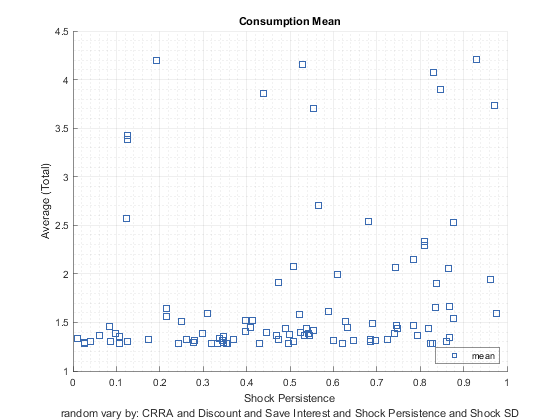 Consumption Mean
4.5
4
3.5
3
2.5
2
1.5
1
Average (Total)
0 0.1 0.2 0.3 0.4 0.5 0.6 0.7 0.8 0.9 1
mean
Shock Persistence
random vary by: CRRA and Discount and Save Interest and Shock Persistence and Shock SD